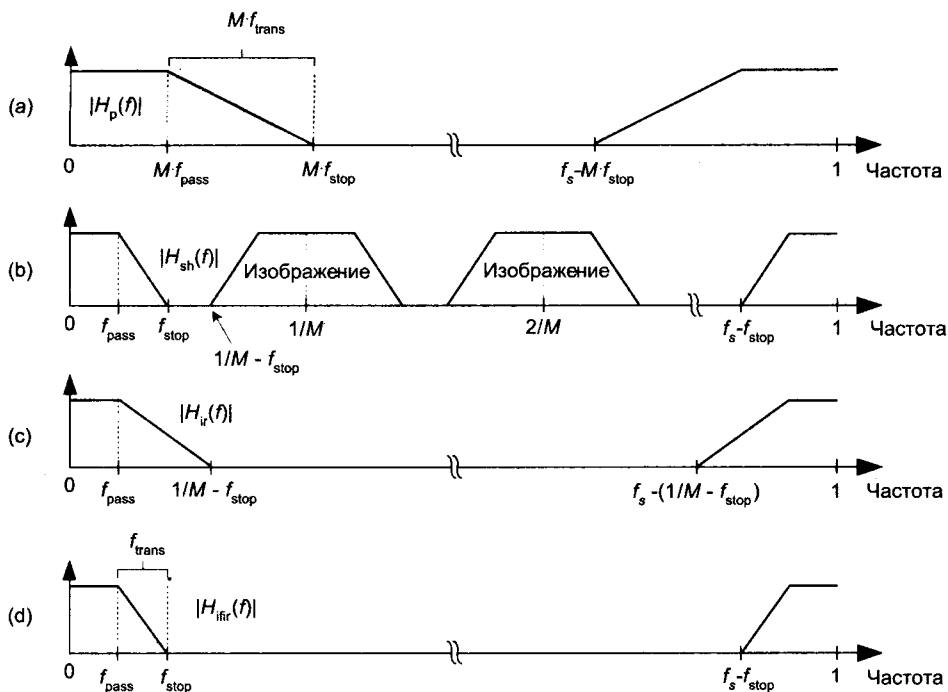 M·f_trans
(a)
|H_p(f)|
0
M·f_pass
M·f_stop
f_s-M·f_stop
1
Частота
(b)
|H_sh(f)|
Изображение
Изображение
0
f_pass
f_stop
1/M
2/M
f_s-f_stop
1
Частота
1/M - f_stop
(c)
|H_ir(f)|
0
f_pass
1/M - f_stop
f_s-(1/M - f_stop)
1
Частота
f_trans
(d)
|H_ifir(f)|
0
f_pass
f_stop
f_s-f_stop
1
Частота